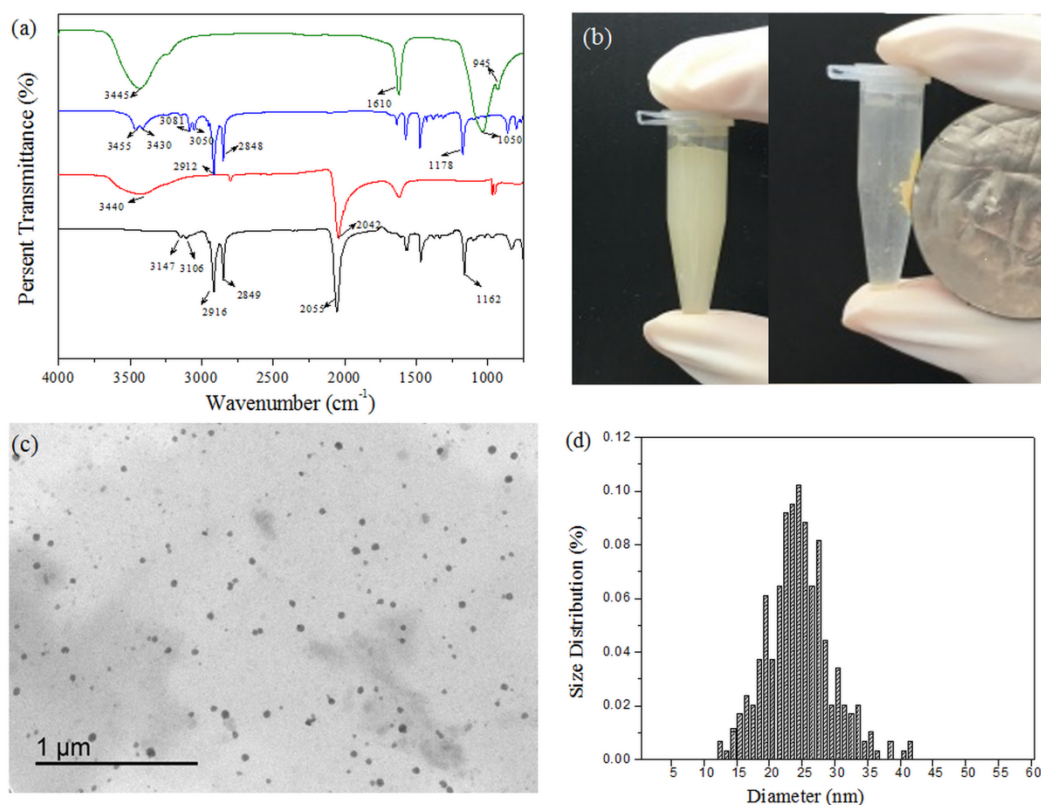 (a)
Persent Transmittance (%)
3445
1610
945
1050
3455
3430
3081
3050
2912
2848
1178
3440
2042
3147
3106
2916
2849
2055
1162
4000 3500 3000 2500 2000 1500 1000
Wavenumber (cm-1)
(b)
(c)
1 µm
(d)
Size Distribution (%)
0.12
0.10
0.08
0.06
0.04
0.02
0.00
5 10 15 20 25 30 35 40 45 50 55 60
Diameter (nm)